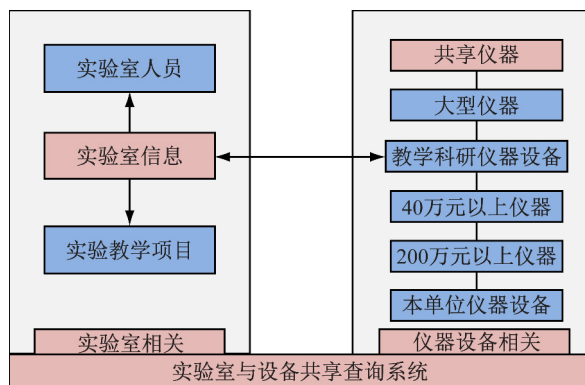 实验室人员
实验室信息
实验教学项目
实验室相关
共享仪器
大型仪器
教学科研仪器设备
40万元以上仪器
200万元以上仪器
本单位仪器设备
仪器设备相关
实验室与设备共享查询系统